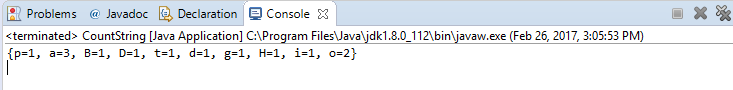 Problems @ Javadoc Declaration Console
<terminated> CountString [Java Application] C:\Program Files\Java\jdk1.8.0_112\bin\javaw.exe (Feb 26, 2017, 3:05:53 PM)
{p=1, a=3, B=1, D=1, t=1, d=1, g=1, H=1, i=1, o=2}